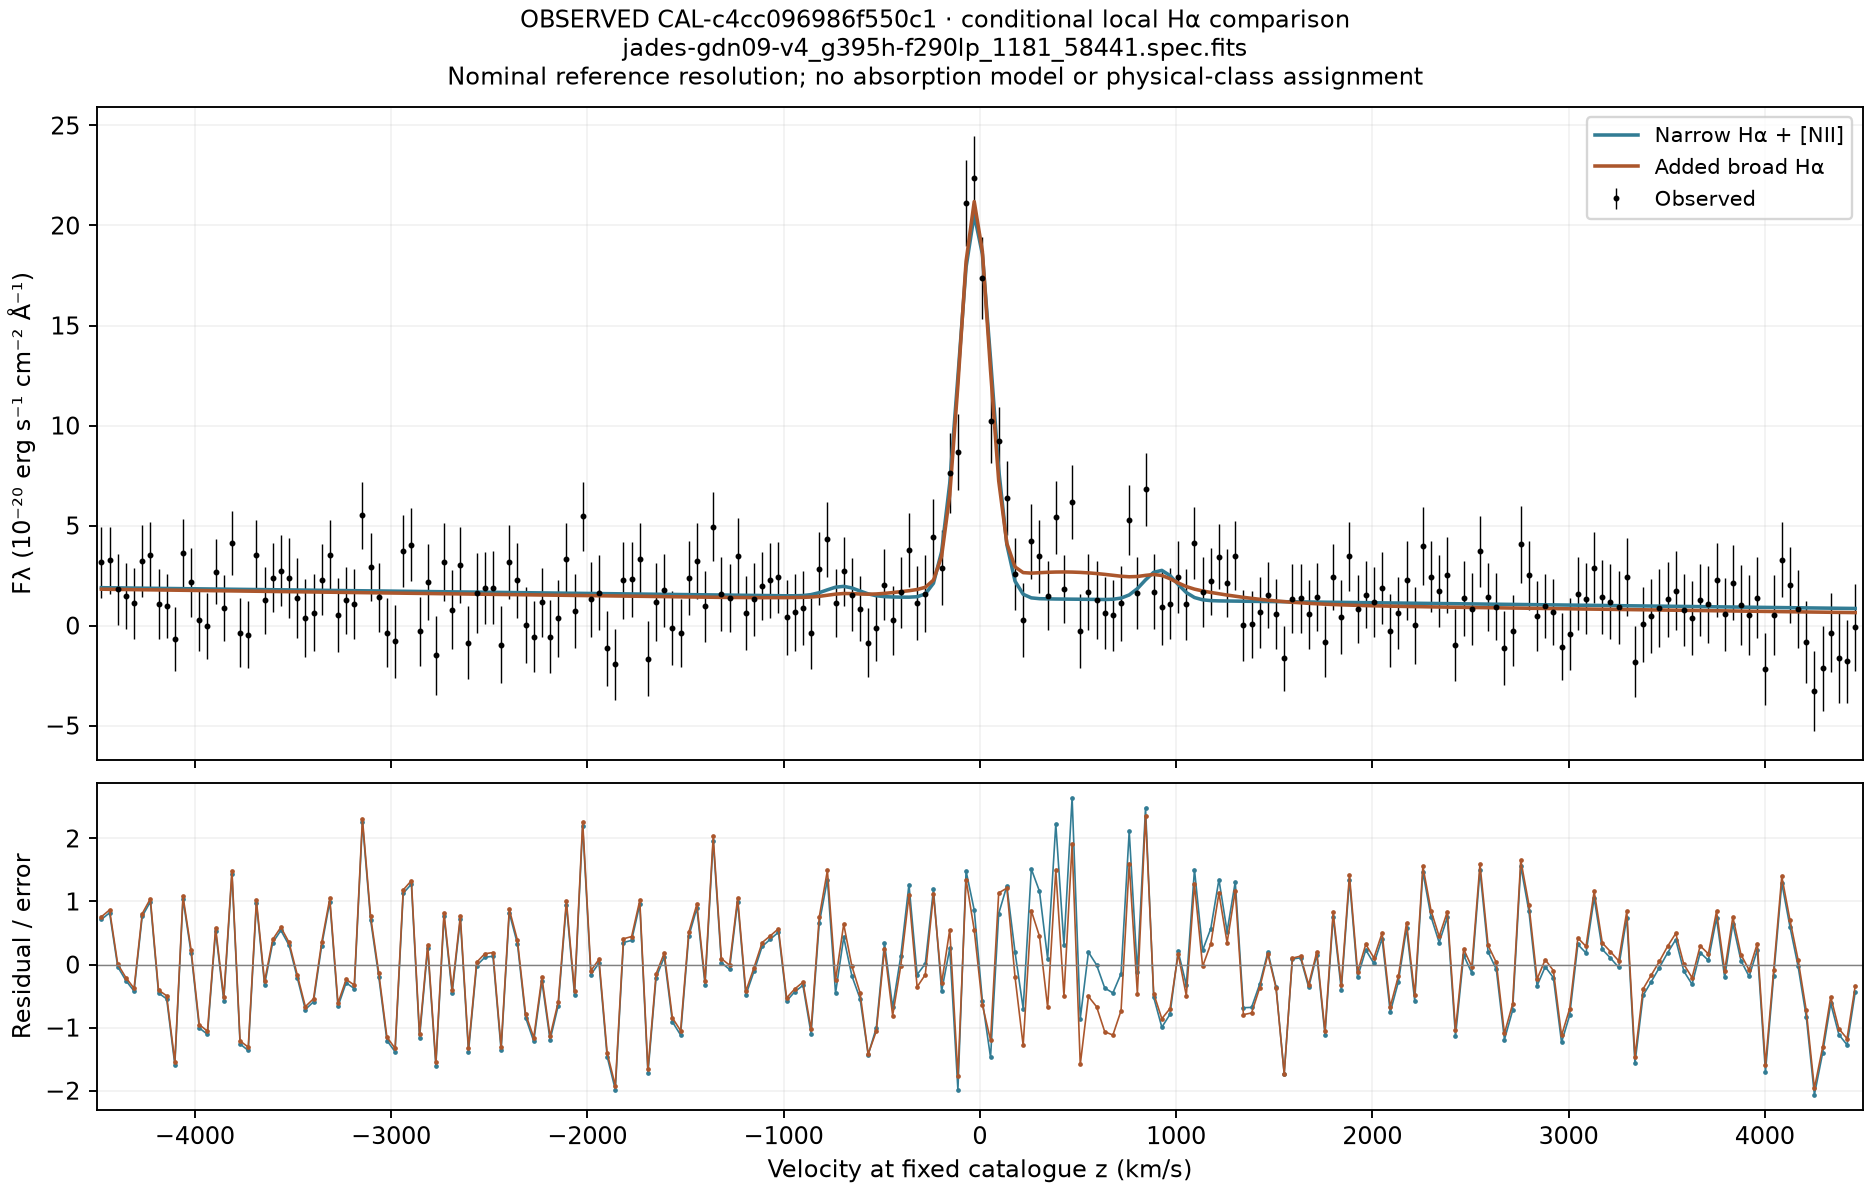 OBSERVED CAL-c4cc096986f550c1 · conditional local Hα comparison
jades-gdn09-v4_g395h-f290lp_1181_58441.spec.fits
Nominal reference resolution; no absorption model or physical-class assignment
Narrow Hα + [NII]
Added broad Hα
Observed
Fλ (10⁻²⁰ erg s⁻¹ cm⁻² Å⁻¹)
25
20
15
10
5
0
−5
Residual / error
2
1
0
−1
−2
−4000 −3000 −2000 −1000 0 1000 2000 3000 4000
Velocity at fixed catalogue z (km/s)